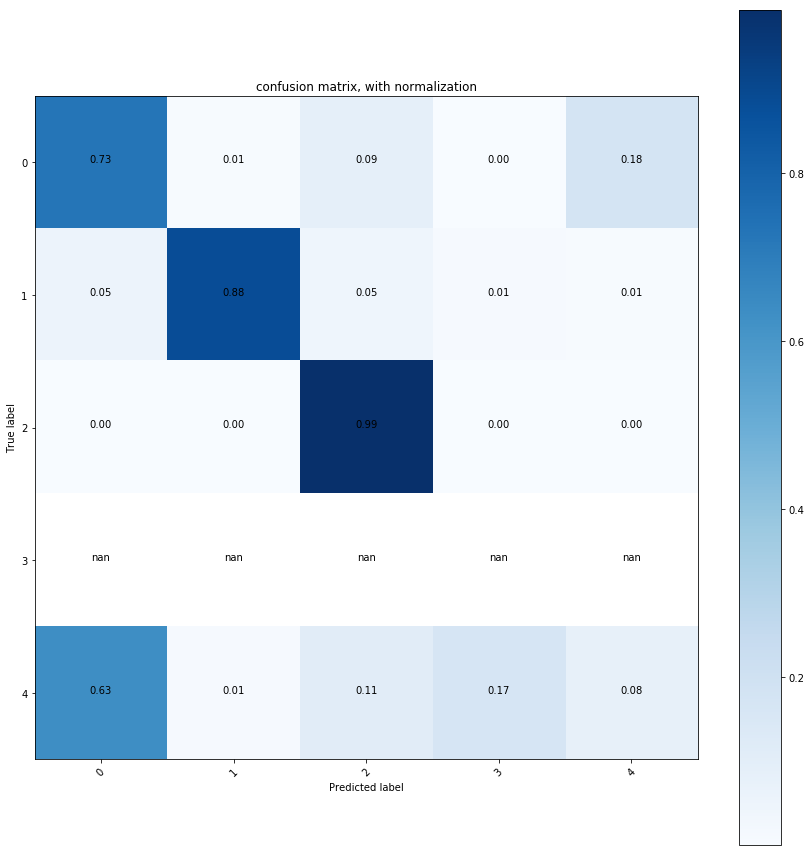 confusion matrix, with normalization
0 0.73 0.01 0.09 0.00 0.18
1 0.05 0.88 0.05 0.01 0.01
2 0.00 0.00 0.99 0.00 0.00
3 nan nan nan nan nan
4 0.63 0.01 0.11 0.17 0.08
0 1 2 3 4
True label
Predicted label
0.8
0.6
0.4
0.2